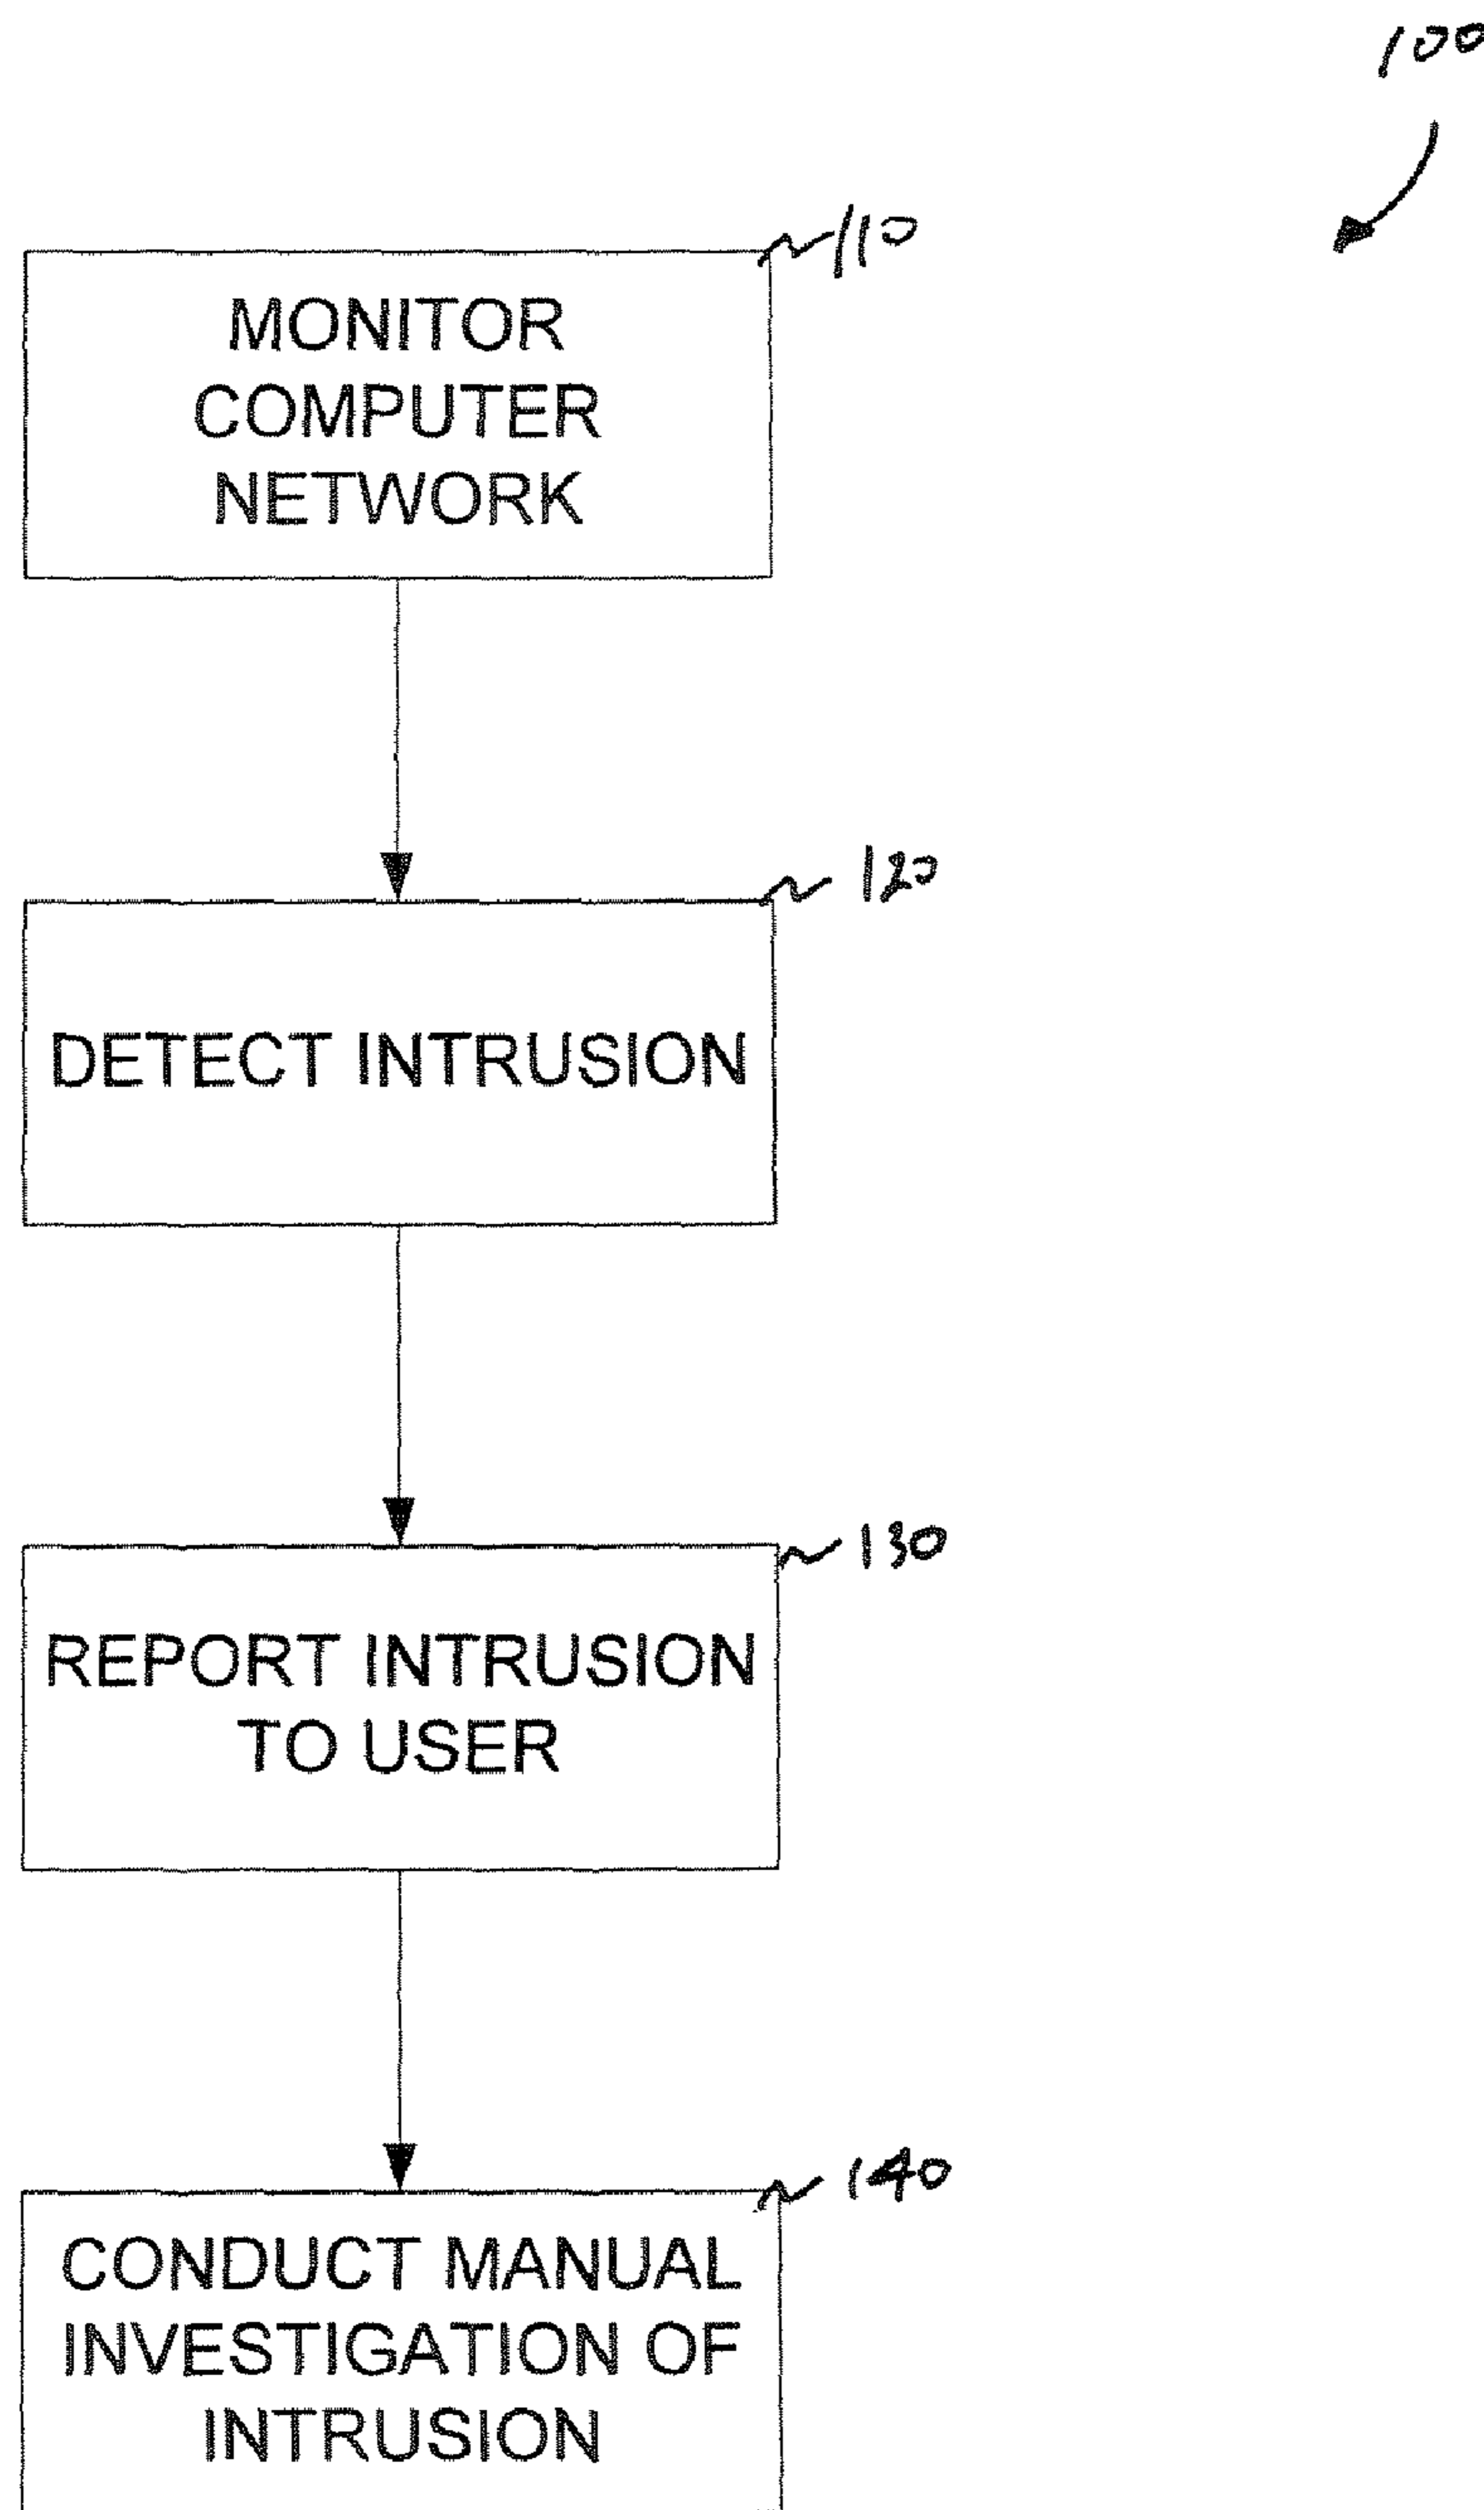 100
110
MONITOR
COMPUTER
NETWORK
120
DETECT INTRUSION
130
REPORT INTRUSION
TO USER
140
CONDUCT MANUAL
INVESTIGATION OF
INTRUSION